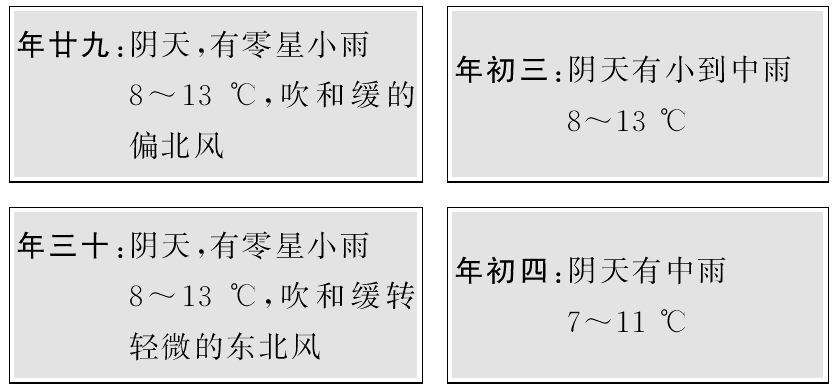 年廿九:阴天,有零星小雨
8～13 ℃,吹和缓的
偏北风
年三十:阴天,有零星小雨
8～13 ℃,吹和缓转
轻微的东北风
年初三:阴天有小到中雨
8～13 ℃
年初四:阴天有中雨
7～11 ℃